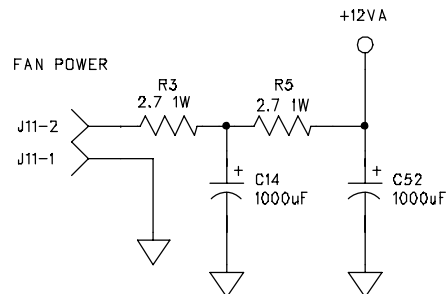 +12VA
FAN POWER
R3
2.7 1W
R5
2.7 1W
J11-2
J11-1
+
C14
1000uF
+
C52
1000uF